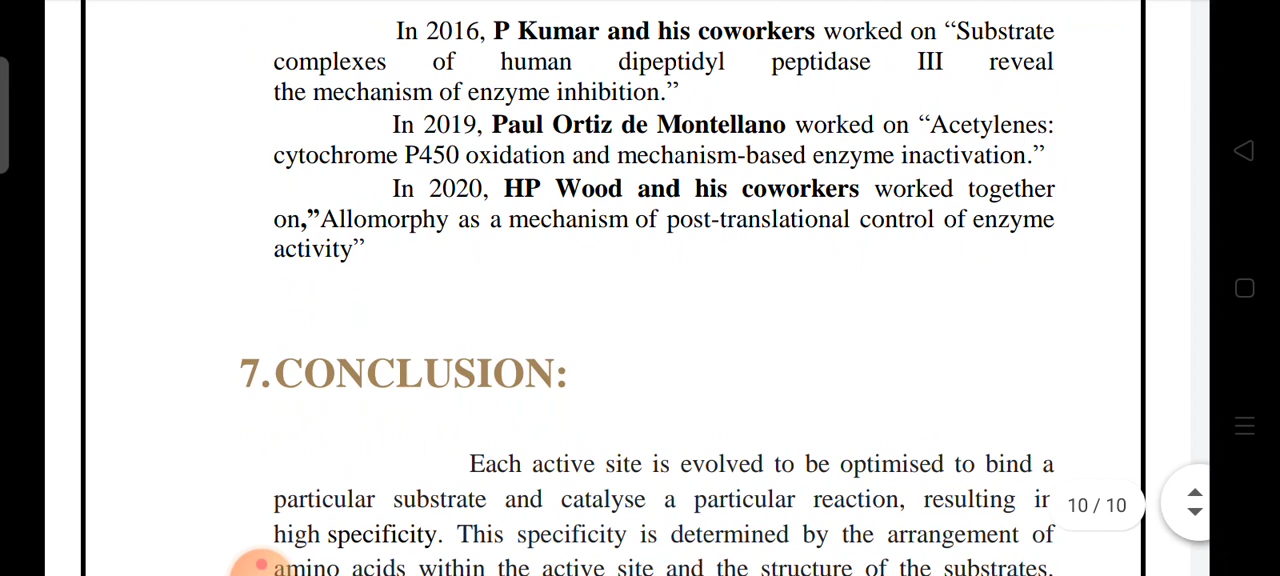 In 2016, P Kumar and his coworkers worked on “Substrate
complexes of human dipeptidyl peptidase III reveal
the mechanism of enzyme inhibition.”
In 2019, Paul Ortiz de Montellano worked on “Acetylenes:
cytochrome P450 oxidation and mechanism-based enzyme inactivation.”
In 2020, HP Wood and his coworkers worked together
on,”Allomorphy as a mechanism of post-translational control of enzyme
activity”
7. CONCLUSION:
Each active site is evolved to be optimised to bind a
particular substrate and catalyse a particular reaction, resulting
10 / 10
high specificity. This specificity is determined by the arrangement of
amino acids within the active site and the structure of the substrates.